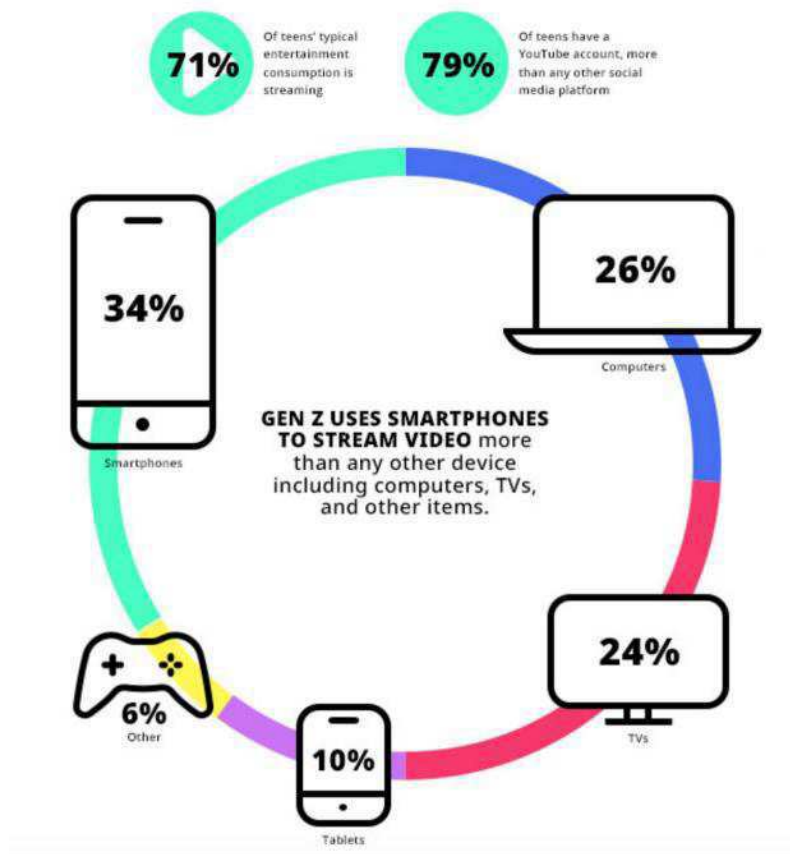 71%
Of teens' typical
entertainment
consumption is
streaming
79%
Of teens have a
YouTube account, more
than any other social
media platform
34%
Smartphones
26%
Computers
GEN Z USES SMARTPHONES
TO STREAM VIDEO more
than any other device
including computers, TVs,
and other items.
24%
TVs
6%
Other
10%
Tablets